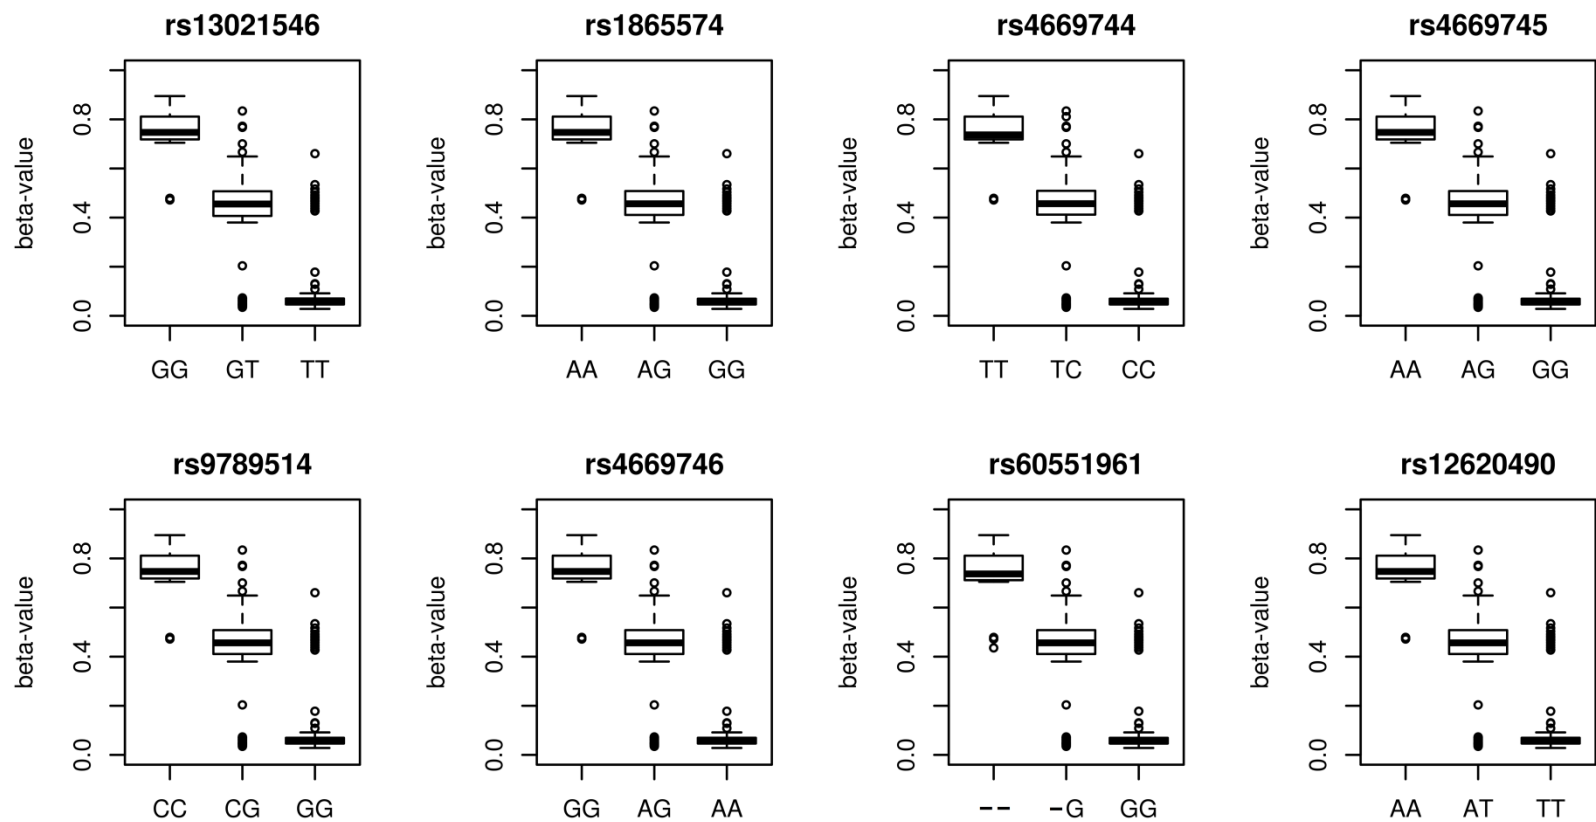 rs13021546 rs1865574 rs4669744 rs4669745
beta-value 0.8 0.4 0.0 beta-value 0.8 0.4 0.0 beta-value 0.8 0.4 0.0 beta-value 0.8 0.4 0.0
GG GT TT AA AG GG TT TC CC AA AG GG
rs9789514 rs4669746 rs60551961 rs12620490
beta-value 0.8 0.4 0.0 beta-value 0.8 0.4 0.0 beta-value 0.8 0.4 0.0 beta-value 0.8 0.4 0.0
CC CG GG GG AG AA -- -G GG AA AT TT